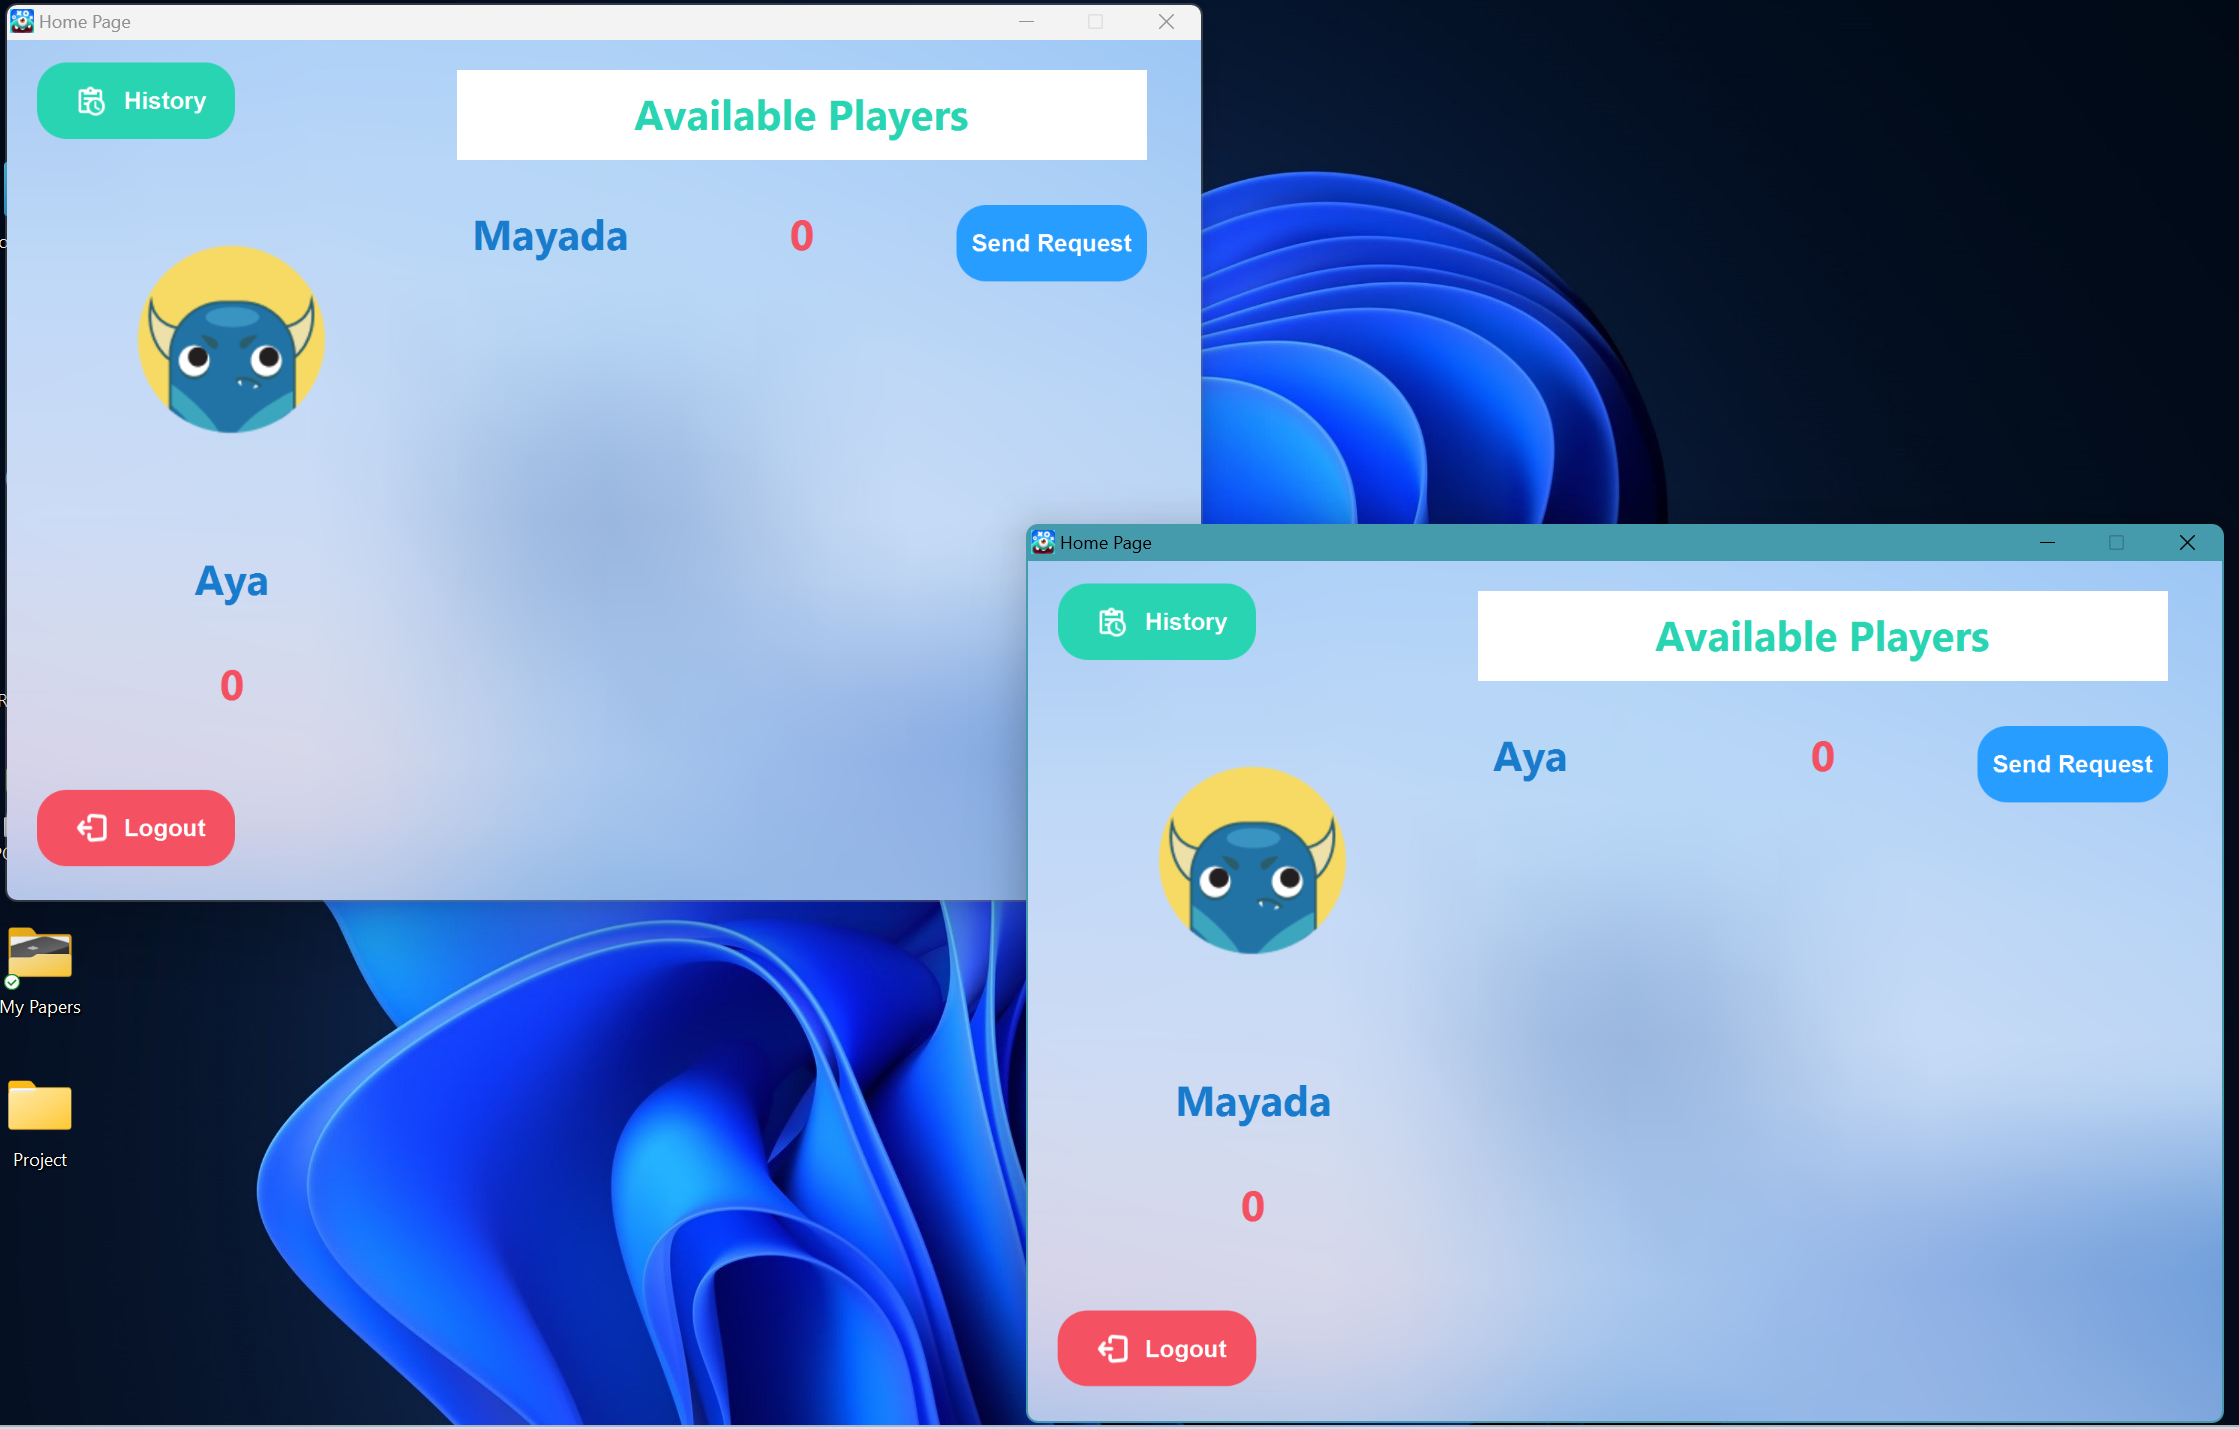 Home Page
History
Available Players
Mayada 0 Send Request
Aya
0
Logout
Home Page
History
Available Players
Aya 0 Send Request
Mayada
0
Logout
My Papers
Project